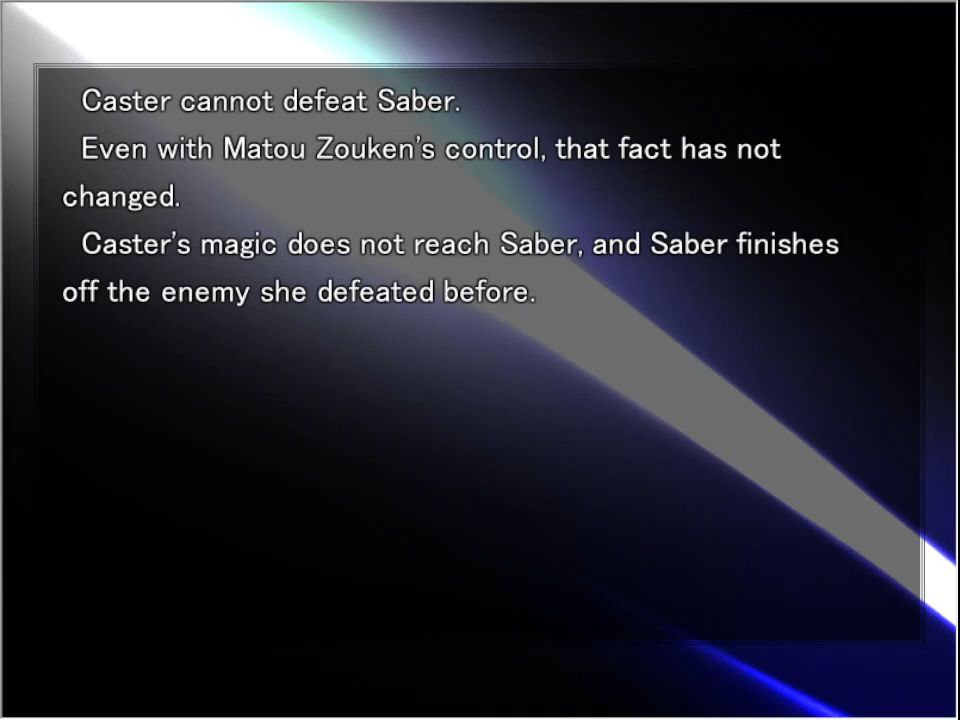 Caster cannot defeat Saber.
Even with Matou Zouken's control, that fact has not
changed.
Caster's magic does not reach Saber, and Saber finishes
off the enemy she defeated before.